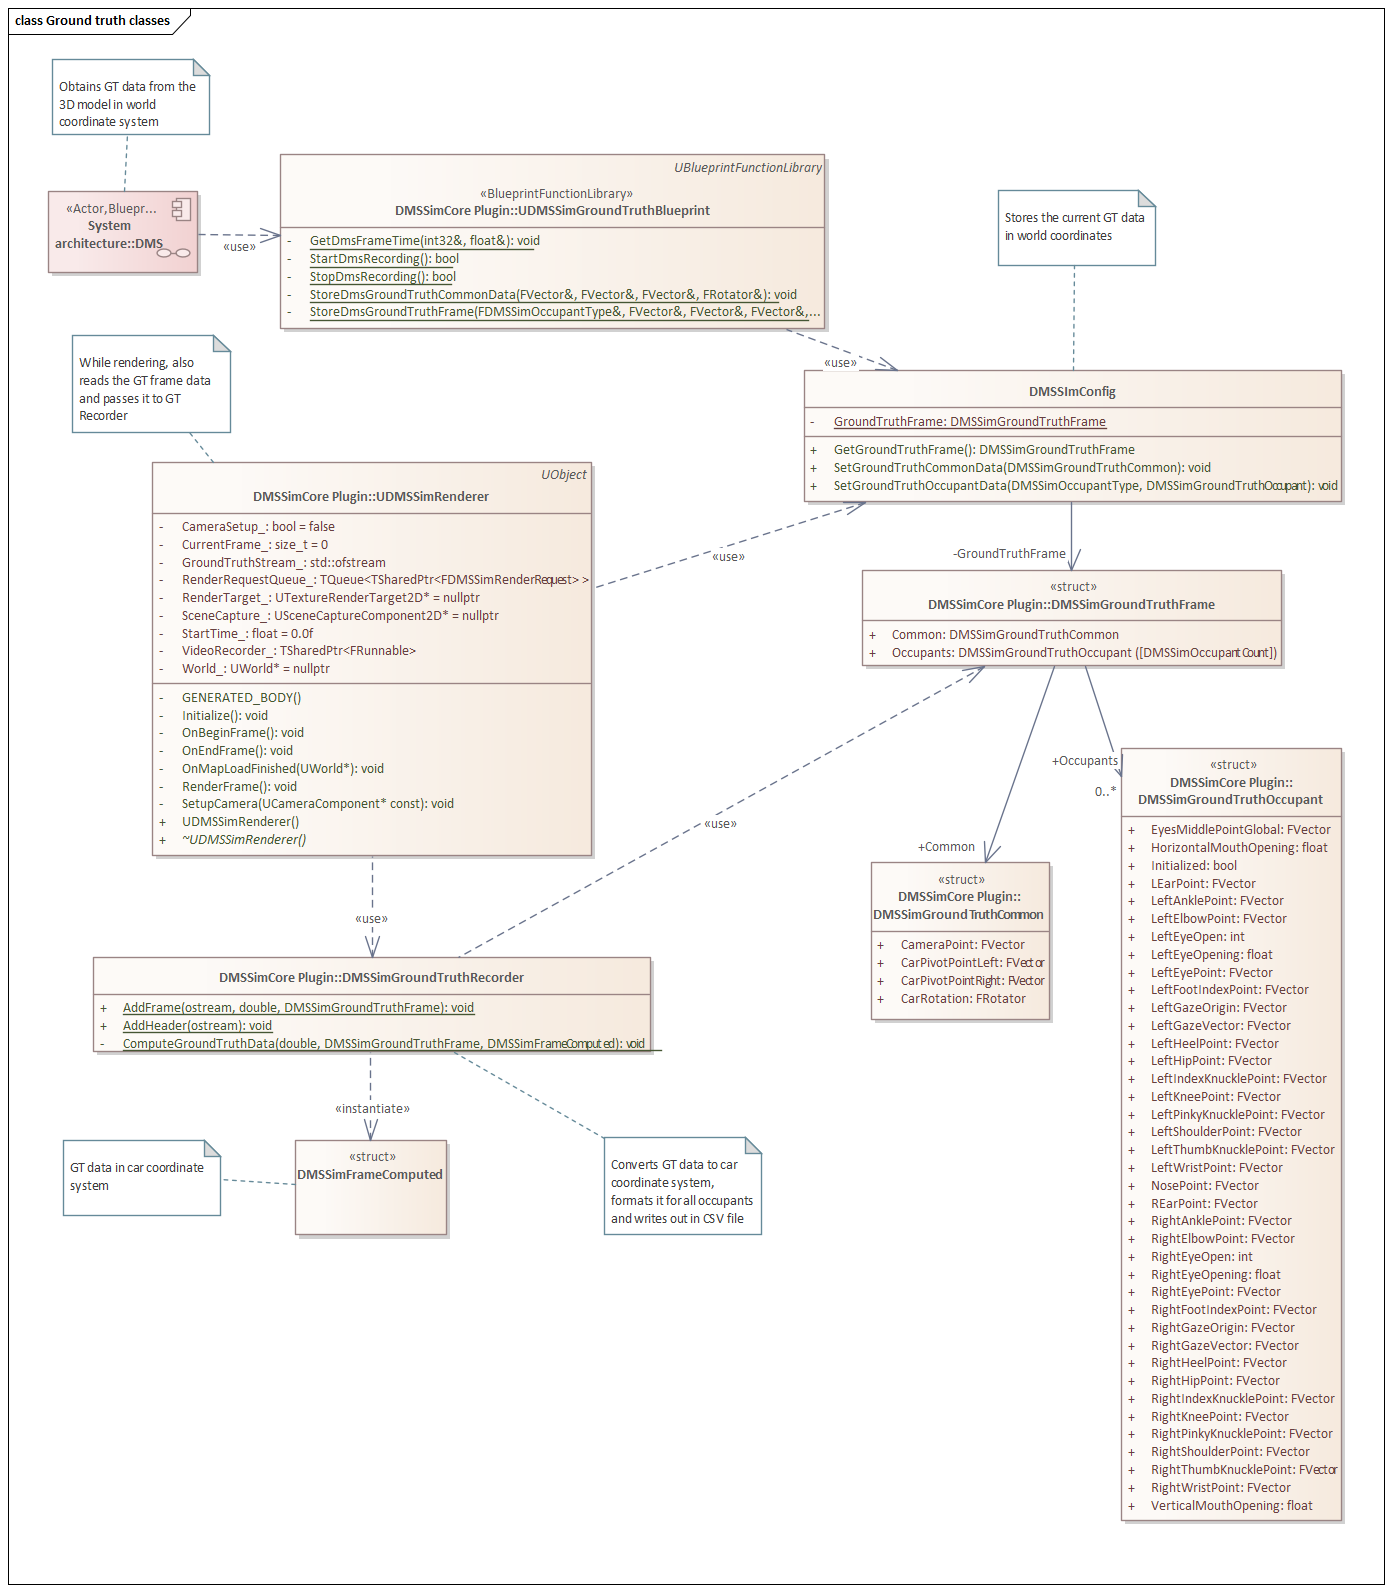 class Ground truth classes
Obtains GT data from the
3D model in world
coordinate system
«Actor,Bluepr...
System
architecture::DMS
«use»
UBlueprintFunctionLibrary
«BlueprintFunctionLibrary»
DMSSimCore Plugin::UDMSSimGroundTruthBlueprint
- GetDmsFrameTime(int32&, float&): void
- StartDmsRecording(): bool
- StopDmsRecording(): bool
- StoreDmsGroundTruthCommonData(FVector&, FVector&, FVector&, FRotator&): void
- StoreDmsGroundTruthFrame(FDMSSimOccupantType&, FVector&, FVector&, FVector&,...
Stores the current GT data
in world coordinates
«use»
While rendering, also
reads the GT frame data
and passes it to GT
Recorder
DMSSImConfig
- GroundTruthFrame: DMSSimGroundTruthFrame
+ GetGroundTruthFrame(): DMSSimGroundTruthFrame
+ SetGroundTruthCommonData(DMSSimGroundTruthCommon): void
+ SetGroundTruthOccupantData(DMSSimOccupantType, DMSSimGroundTruthOccupant): void
UObject
DMSSimCore Plugin::UDMSSimRenderer
- CameraSetup_: bool = false
- CurrentFrame_: size_t = 0
- GroundTruthStream_: std::ofstream
- RenderRequestQueue_: TQueue<TSharedPtr<FDMSSimRenderRequest> >
- RenderTarget_: UTextureRenderTarget2D* = nullptr
- SceneCapture_: USceneCaptureComponent2D* = nullptr
- StartTime_: float = 0.0f
- VideoRecorder_: TSharedPtr<FRunnable>
- World_: UWorld* = nullptr
- GENERATED_BODY()
- Initialize(): void
- OnBeginFrame(): void
- OnEndFrame(): void
- OnMapLoadFinished(UWorld*): void
- RenderFrame(): void
- SetupCamera(UCameraComponent* const): void
+ UDMSSimRenderer()
+ ~UDMSSimRenderer()
«use»
-GroundTruthFrame
«struct»
DMSSimCore Plugin::DMSSimGroundTruthFrame
+ Common: DMSSimGroundTruthCommon
+ Occupants: DMSSimGroundTruthOccupant ([DMSSimOccupantCount])
«use»
+Common
+Occupants
0..*
«struct»
DMSSimCore Plugin::
DMSSimGroundTruthCommon
+ CameraPoint: FVector
+ CarPivotPointLeft: FVector
+ CarPivotPointRight: FVector
+ CarRotation: FRotator
«struct»
DMSSimCore Plugin::
DMSSimGroundTruthOccupant
+ EyesMiddlePointGlobal: FVector
+ HorizontalMouthOpening: float
+ Initialized: bool
+ LEarPoint: FVector
+ LeftAnklePoint: FVector
+ LeftElbowPoint: FVector
+ LeftEyeOpen: int
+ LeftEyeOpening: float
+ LeftEyePoint: FVector
+ LeftFootIndexPoint: FVector
+ LeftGazeOrigin: FVector
+ LeftGazeVector: FVector
+ LeftHeelPoint: FVector
+ LeftHipPoint: FVector
+ LeftIndexKnucklePoint: FVector
+ LeftKneePoint: FVector
+ LeftPinkyKnucklePoint: FVector
+ LeftShoulderPoint: FVector
+ LeftThumbKnucklePoint: FVector
+ LeftWristPoint: FVector
+ NosePoint: FVector
+ REarPoint: FVector
+ RightAnklePoint: FVector
+ RightElbowPoint: FVector
+ RightEyeOpen: int
+ RightEyeOpening: float
+ RightEyePoint: FVector
+ RightFootIndexPoint: FVector
+ RightGazeOrigin: FVector
+ RightGazeVector: FVector
+ RightHeelPoint: FVector
+ RightHipPoint: FVector
+ RightIndexKnucklePoint: FVector
+ RightKneePoint: FVector
+ RightPinkyKnucklePoint: FVector
+ RightShoulderPoint: FVector
+ RightThumbKnucklePoint: FVector
+ RightWristPoint: FVector
+ VerticalMouthOpening: float
«use»
DMSSimCore Plugin::DMSSimGroundTruthRecorder
+ AddFrame(ostream, double, DMSSimGroundTruthFrame): void
+ AddHeader(ostream): void
- ComputeGroundTruthData(double, DMSSimGroundTruthFrame, DMSSimFrameComputed): void
«instantiate»
GT data in car coordinate
system
«struct»
DMSSimFrameComputed
Converts GT data to car
coordinate system,
formats it for all occupants
and writes out in CSV file